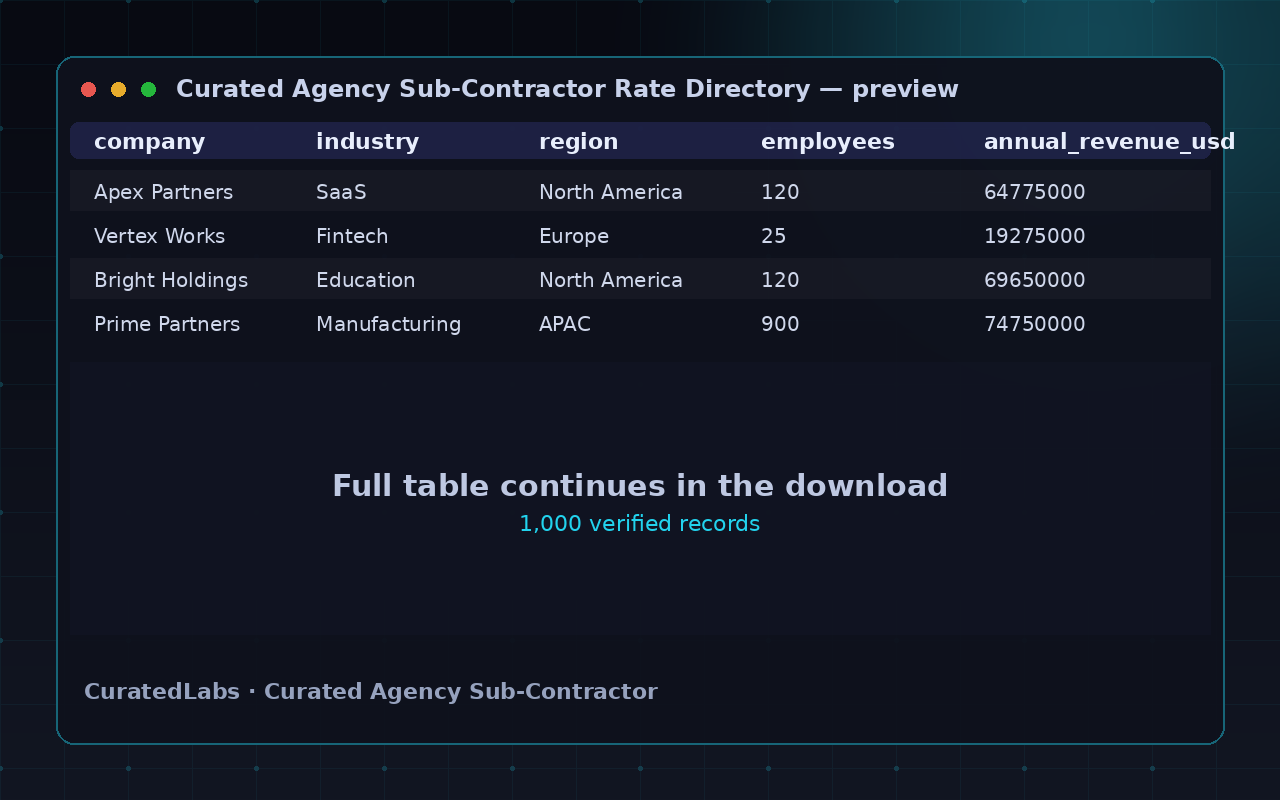 Curated Agency Sub-Contractor Rate Directory — preview
company industry region employees annual_revenue_usd
Apex Partners SaaS North America 120 64775000
Vertex Works Fintech Europe 25 19275000
Bright Holdings Education North America 120 69650000
Prime Partners Manufacturing APAC 900 74750000
Full table continues in the download
1,000 verified records
CuratedLabs · Curated Agency Sub-Contractor